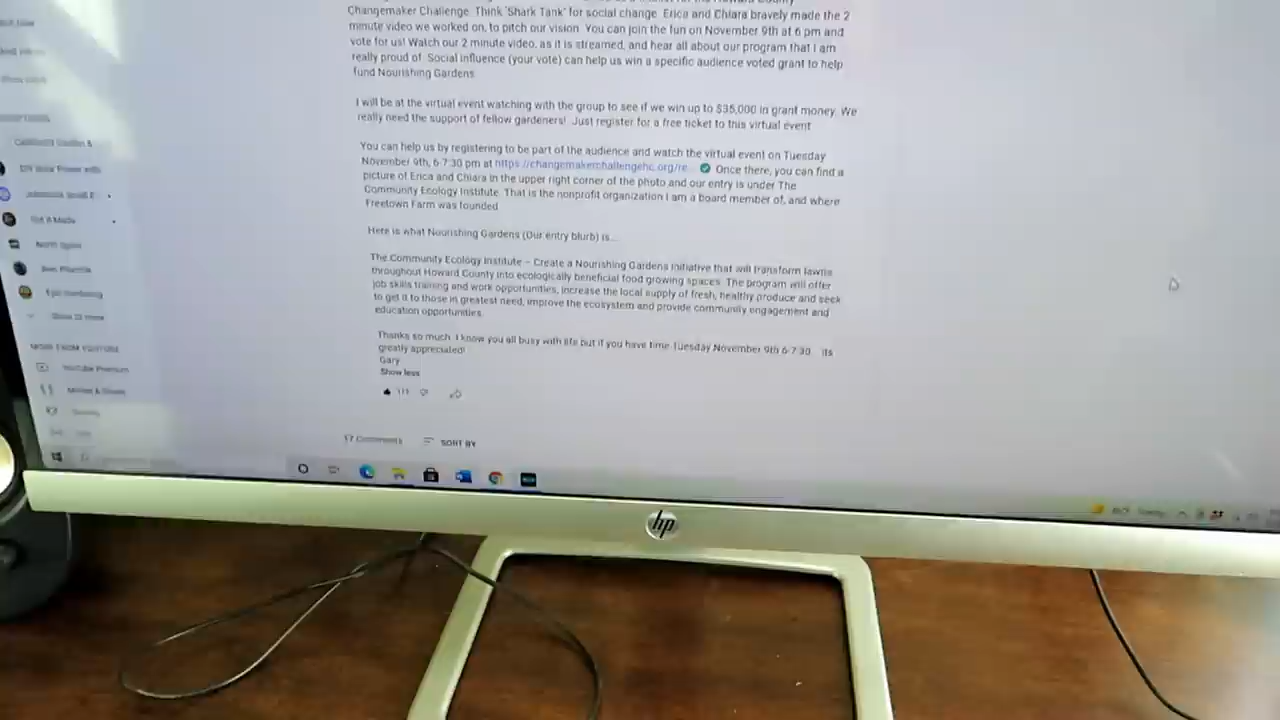 Changemaker Challenge. Think 'Shark Tank' for social change. Erica and Chiara bravely made the 2
minute video we worked on, to pitch our vision. You can join the fun on November 9th at 6 pm and
vote for us! Watch our 2 minute video, as it is streamed, and hear all about our program that I am
really proud of. Social influence (your vote) can help us win a specific audience voted grant to help
fund Nourishing Gardens.
I will be at the virtual event watching with the group to see if we win up to $35,000 in grant money. We
really need the support of fellow gardeners! Just register for a free ticket to this virtual event
You can help us by registering to be part of the audience and watch the virtual event on Tuesday
November 9th, 6-7:30 pm at https://changemakerchallengehc.org/re... Once there, you can find a
picture of Erica and Chiara in the upper right corner of the photo and our entry is under The
Community Ecology Institute. That is the nonprofit organization I am a board member of, and where
Freetown Farm was founded.
Here is what Nourishing Gardens (Our entry blurb) is...
The Community Ecology Institute – Create a Nourishing Gardens Initiative that will transform lawns
throughout Howard County into ecologically beneficial food growing spaces. The program will offer
job skills training and work opportunities, increase the local supply of fresh, healthy produce and seek
to get it to those in greatest need, improve the ecosystem and provide community engagement and
education opportunities.
Thanks so much. I know you all busy with life but if you have time Tuesday November 9th 6-7:30... its
greatly appreciated!
Gary
Show less
17 Comments
SORT BY
MORE FROM YOUTUBE
YouTube Premium
Movies & Shows
hp